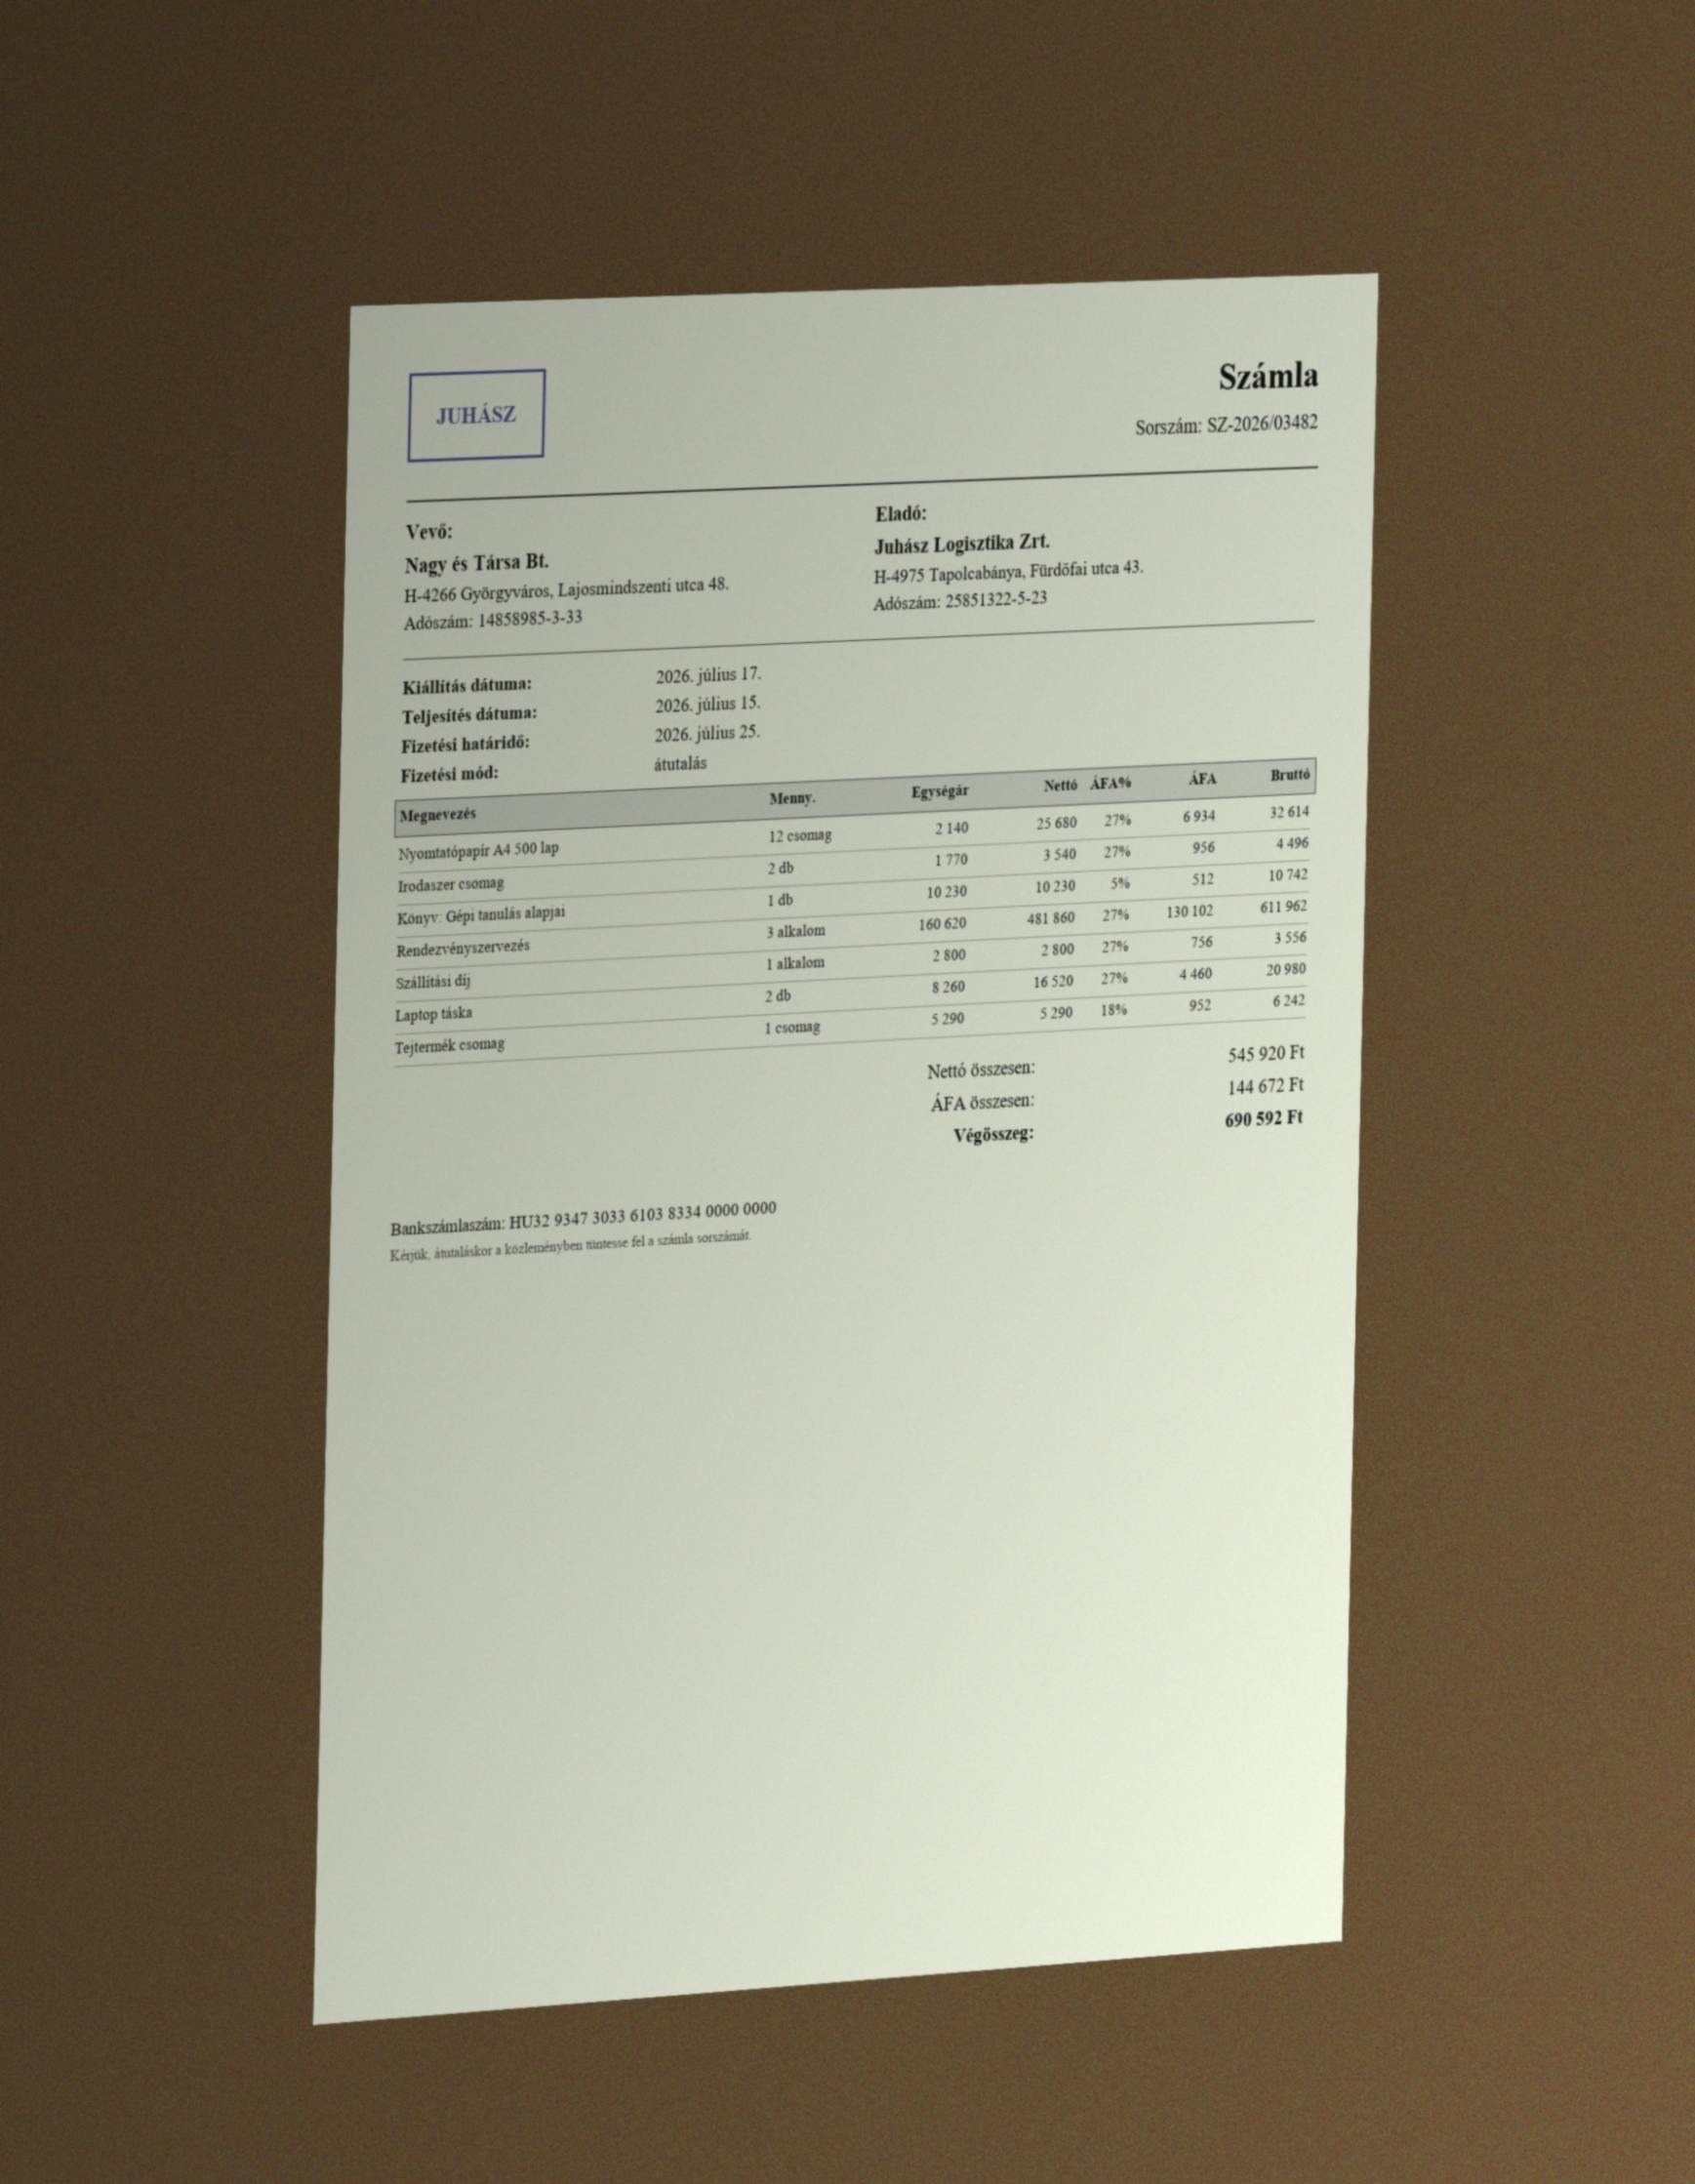 JUHÁSZ
Számla
Sorszám: SZ-2026/03482
Vevő:
Nagy és Társa Bt.
H-4266 Györgyváros, Lajosmindszenti utca 48.
Adószám: 14858985-3-33
Eladó:
Juhász Logisztika Zrt.
H-4975 Tapolcabánya, Fürdőfai utca 43.
Adószám: 25851322-5-23
Kiállítás dátuma: 2026. július 17.
Teljesítés dátuma: 2026. július 15.
Fizetési határidő: 2026. július 25.
Fizetési mód: átutalás
Megnevezés Menny. Egységár Nettó ÁFA% ÁFA Bruttó
Nyomtatópapír A4 500 lap 12 csomag 2 140 25 680 27% 6 934 32 614
Irodaszer csomag 2 db 1 770 3 540 27% 956 4 496
Könyv: Gépi tanulás alapjai 1 db 10 230 10 230 5% 512 10 742
Rendezvényszervezés 3 alkalom 160 620 481 860 27% 130 102 611 962
Szállítási díj 1 alkalom 2 800 2 800 27% 756 3 556
Laptop táska 2 db 8 260 16 520 27% 4 460 20 980
Tejtermék csomag 1 csomag 5 290 5 290 18% 952 6 242
Nettó összesen: 545 920 Ft
ÁFA összesen: 144 672 Ft
Végösszeg: 690 592 Ft
Bankszámlaszám: HU32 9347 3033 6103 8334 0000 0000
Kérjük, átutaláskor a közleményben tüntesse fel a számla sorszámát.